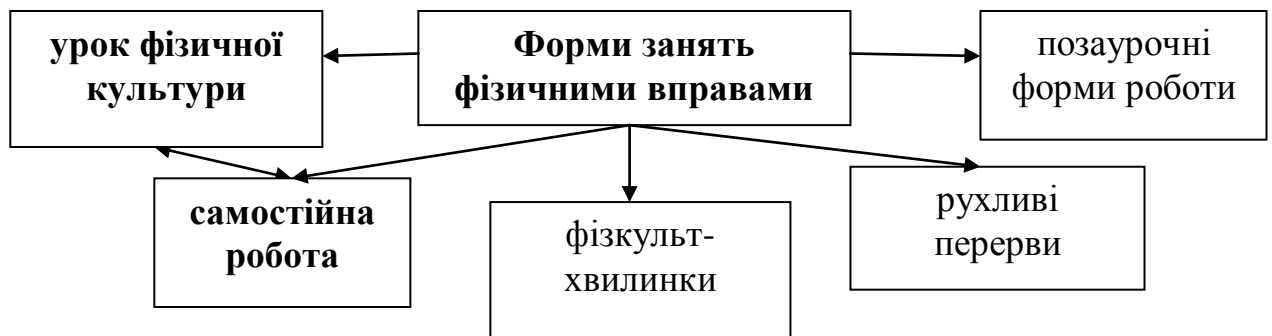 урок фізичної
культури
Форми занять
фізичними вправами
позаурочні
форми роботи
самостійна
робота
фізкульт-
хвилинки
рухливі
перерви